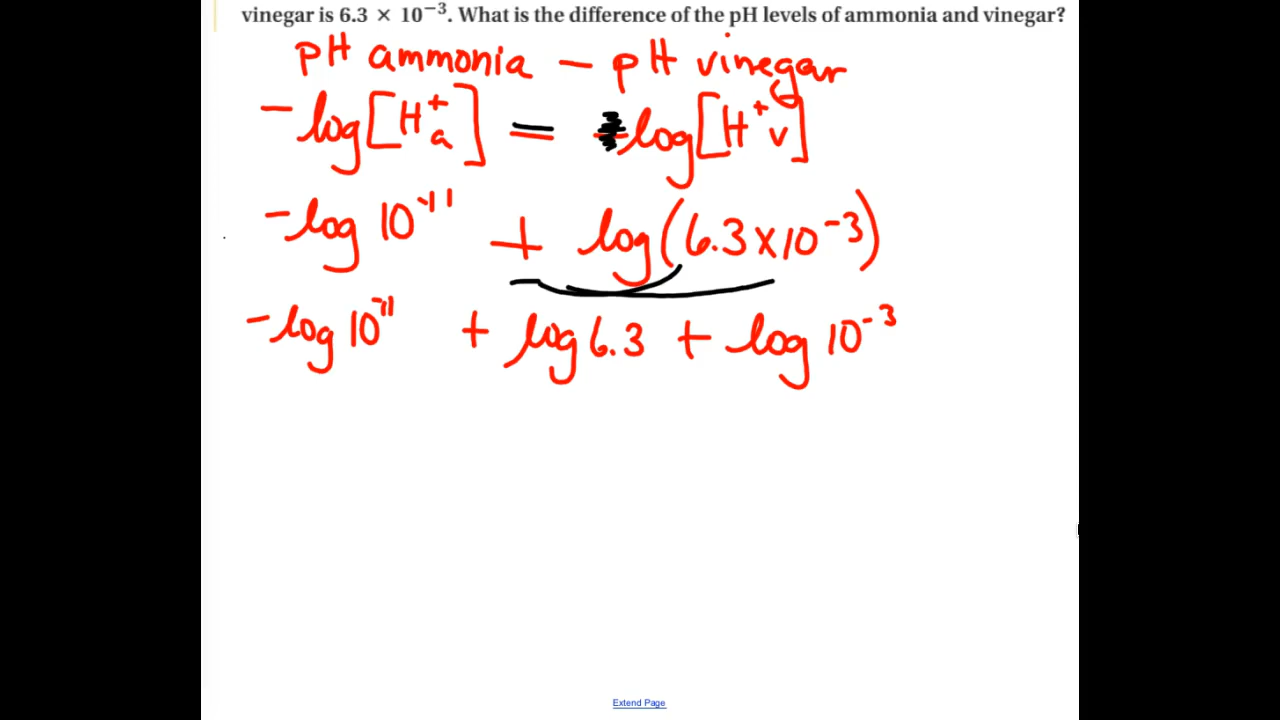 vinegar is 6.3 × 10⁻³. What is the difference of the pH levels of ammonia and vinegar?
pH ammonia − pH vinegar
− log [H⁺a] = log [H⁺v]
− log 10⁻¹¹ + log (6.3 x 10⁻³)
− log 10⁻¹¹ + log 6.3 + log 10⁻³
Extend Page